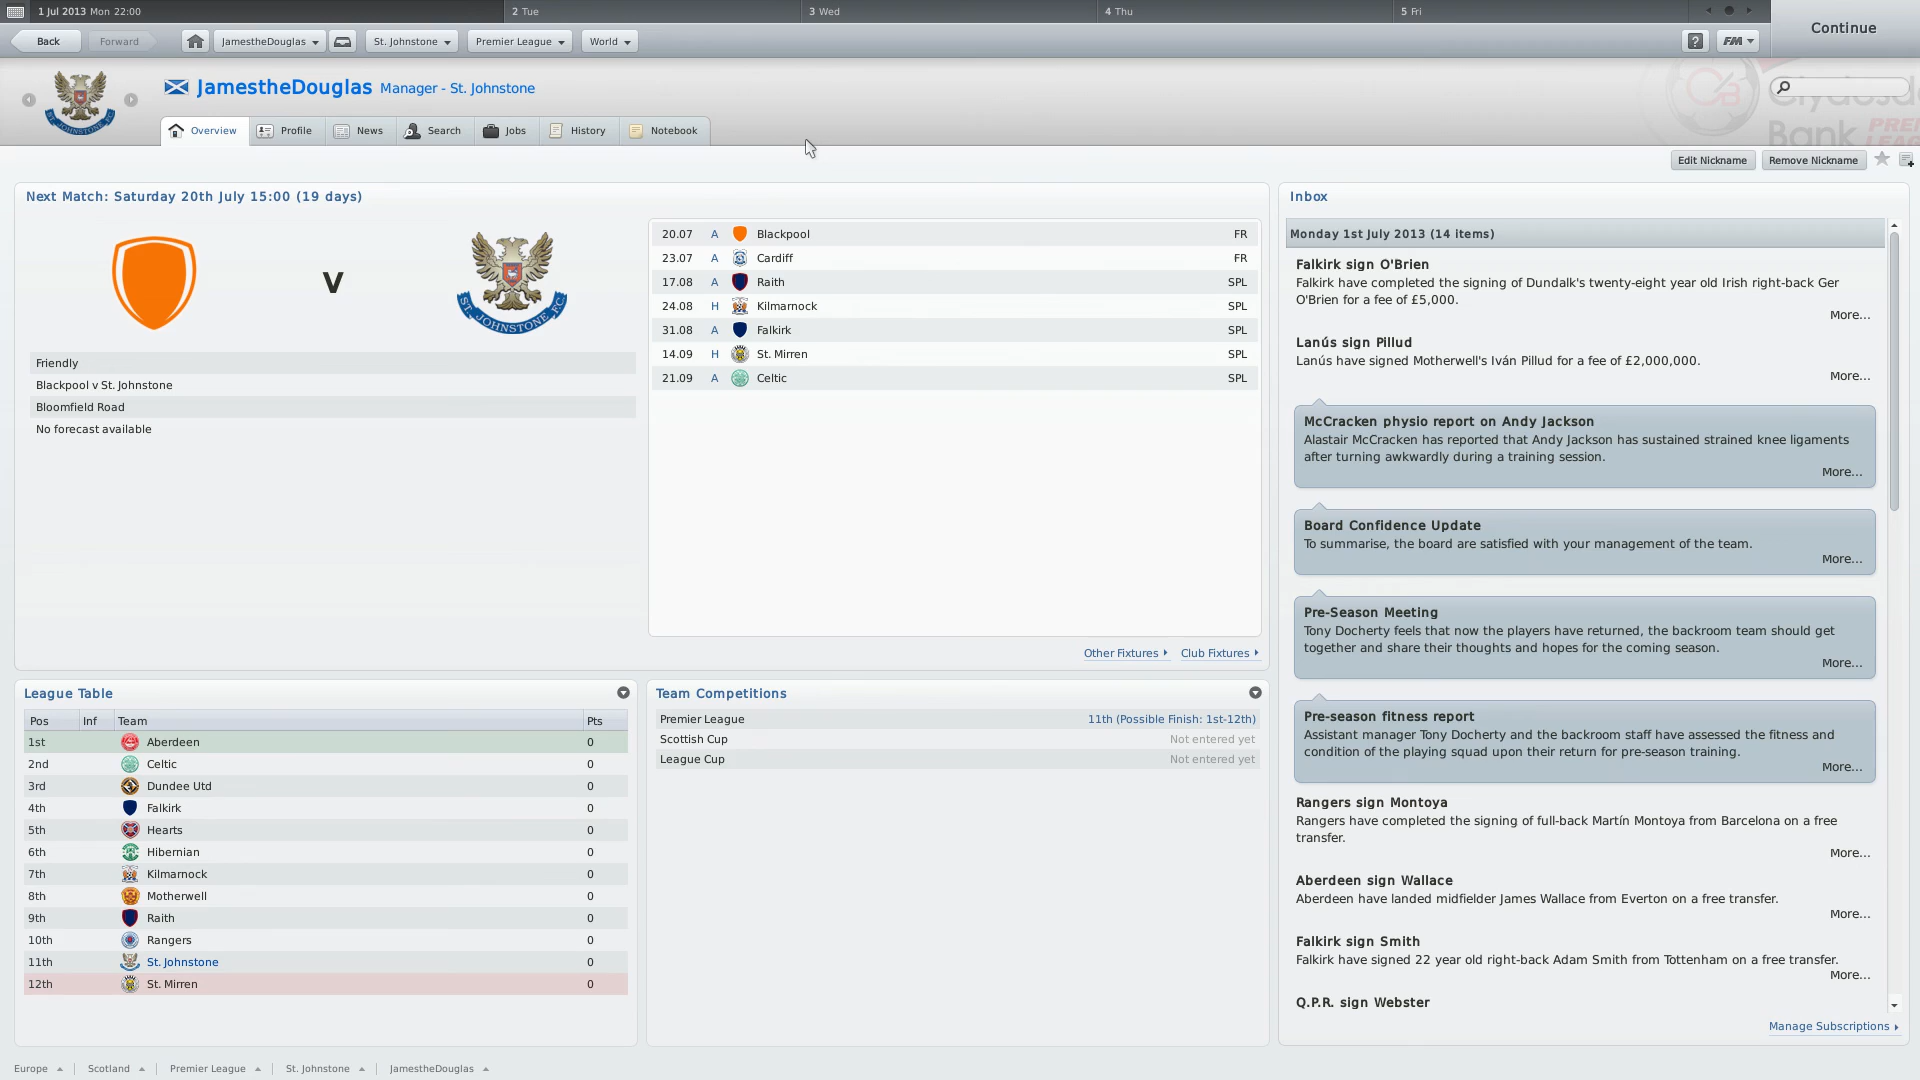 1 Jul 2013 Mon 22:00
2 Tue
3 Wed
4 Thu
5 Fri
Continue
Back
Forward
JamestheDouglas
St. Johnstone
Premier League
World
?
FM
JamestheDouglas Manager - St. Johnstone
Clydesda
Bank PREM
LEAG
Overview
Profile
News
Search
Jobs
History
Notebook
Edit Nickname
Remove Nickname
Next Match: Saturday 20th July 15:00 (19 days)
V
ST. JOHNSTONE F.C.
Friendly
Blackpool v St. Johnstone
Bloomfield Road
No forecast available
20.07 A Blackpool FR
23.07 A Cardiff FR
17.08 A Raith SPL
24.08 H Kilmarnock SPL
31.08 A Falkirk SPL
14.09 H St. Mirren SPL
21.09 A Celtic SPL
Other Fixtures
Club Fixtures
League Table
Pos Inf Team Pts
1st Aberdeen 0
2nd Celtic 0
3rd Dundee Utd 0
4th Falkirk 0
5th Hearts 0
6th Hibernian 0
7th Kilmarnock 0
8th Motherwell 0
9th Raith 0
10th Rangers 0
11th St. Johnstone 0
12th St. Mirren 0
Team Competitions
Premier League 11th (Possible Finish: 1st-12th)
Scottish Cup Not entered yet
League Cup Not entered yet
Inbox
Monday 1st July 2013 (14 items)
Falkirk sign O'Brien
Falkirk have completed the signing of Dundalk's twenty-eight year old Irish right-back Ger
O'Brien for a fee of £5,000.
More...
Lanús sign Pillud
Lanús have signed Motherwell's Iván Pillud for a fee of £2,000,000.
More...
McCracken physio report on Andy Jackson
Alastair McCracken has reported that Andy Jackson has sustained strained knee ligaments
after turning awkwardly during a training session.
More...
Board Confidence Update
To summarise, the board are satisfied with your management of the team.
More...
Pre-Season Meeting
Tony Docherty feels that now the players have returned, the backroom team should get
together and share their thoughts and hopes for the coming season.
More...
Pre-season fitness report
Assistant manager Tony Docherty and the backroom staff have assessed the fitness and
condition of the playing squad upon their return for pre-season training.
More...
Rangers sign Montoya
Rangers have completed the signing of full-back Martín Montoya from Barcelona on a free
transfer.
More...
Aberdeen sign Wallace
Aberdeen have landed midfielder James Wallace from Everton on a free transfer.
More...
Falkirk sign Smith
Falkirk have signed 22 year old right-back Adam Smith from Tottenham on a free transfer.
More...
Q.P.R. sign Webster
Manage Subscriptions
Europe
Scotland
Premier League
St. Johnstone
JamestheDouglas